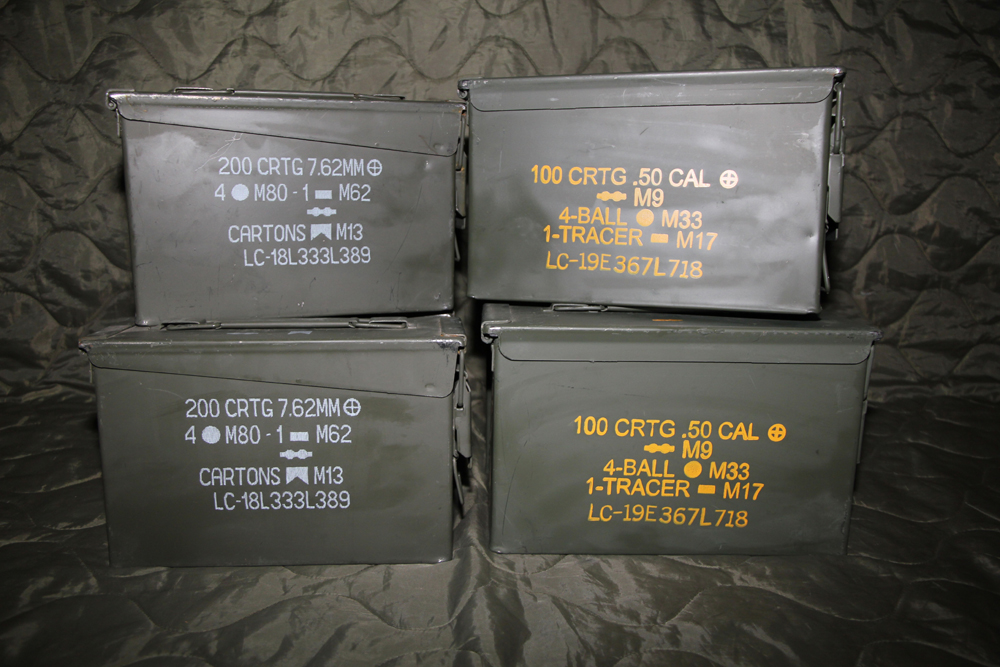 200 CRTG 7.62MM
4 M80 - 1 M62
CARTONS M13
LC-18L333L389
100 CRTG .50 CAL
M9
4-BALL M33
1-TRACER M17
LC-19E367L718
200 CRTG 7.62MM
4 M80 - 1 M62
CARTONS M13
LC-18L333L389
100 CRTG .50 CAL
M9
4-BALL M33
1-TRACER M17
LC-19E367L718